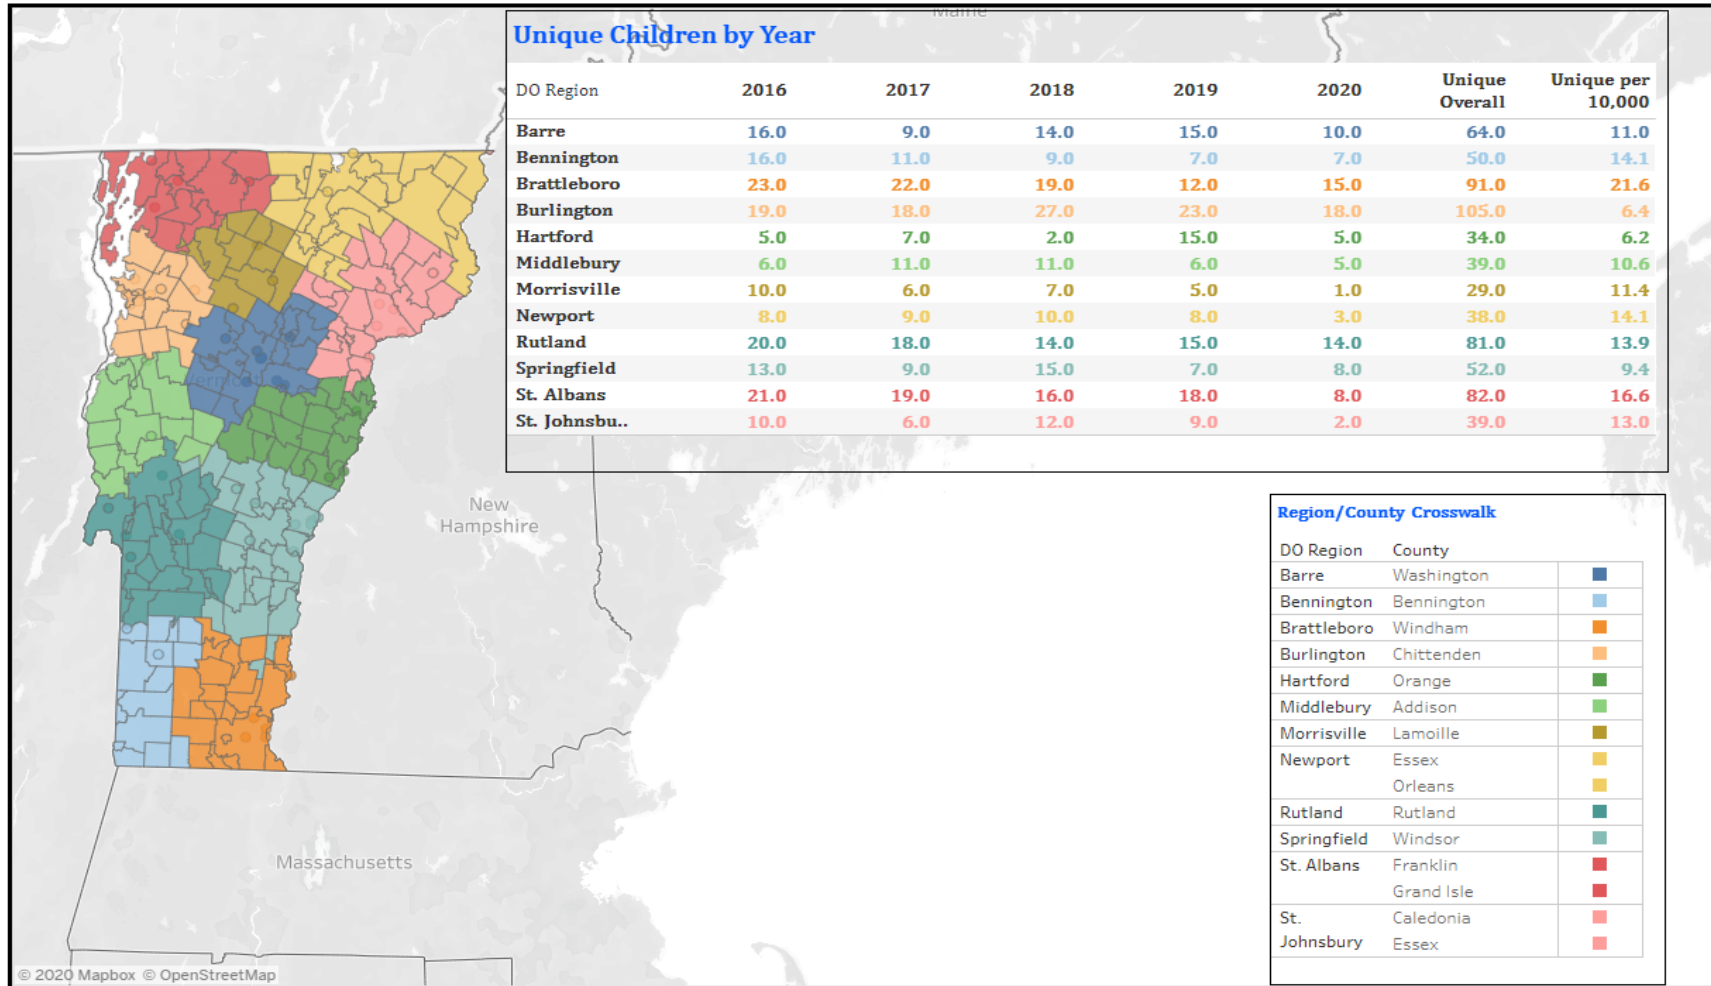 Maine
Unique Children by Year
DO Region 2016 2017 2018 2019 2020 Unique Overall Unique per 10,000
Barre 16.0 9.0 14.0 15.0 10.0 64.0 11.0
Bennington 16.0 11.0 9.0 7.0 7.0 50.0 14.1
Brattleboro 23.0 22.0 19.0 12.0 15.0 91.0 21.6
Burlington 19.0 18.0 27.0 23.0 18.0 105.0 6.4
Hartford 5.0 7.0 2.0 15.0 5.0 34.0 6.2
Middlebury 6.0 11.0 11.0 6.0 5.0 39.0 10.6
Morrisville 10.0 6.0 7.0 5.0 1.0 29.0 11.4
Newport 8.0 9.0 10.0 8.0 3.0 38.0 14.1
Rutland 20.0 18.0 14.0 15.0 14.0 81.0 13.9
Springfield 13.0 9.0 15.0 7.0 8.0 52.0 9.4
St. Albans 21.0 19.0 16.0 18.0 8.0 82.0 16.6
St. Johnsbu.. 10.0 6.0 12.0 9.0 2.0 39.0 13.0
Vermont
New
Hampshire
Massachusetts
Region/County Crosswalk
DO Region County
Barre Washington
Bennington Bennington
Brattleboro Windham
Burlington Chittenden
Hartford Orange
Middlebury Addison
Morrisville Lamoille
Newport Essex
Orleans
Rutland Rutland
Springfield Windsor
St. Albans Franklin
Grand Isle
St. Caledonia
Johnsbury Essex
© 2020 Mapbox © OpenStreetMap